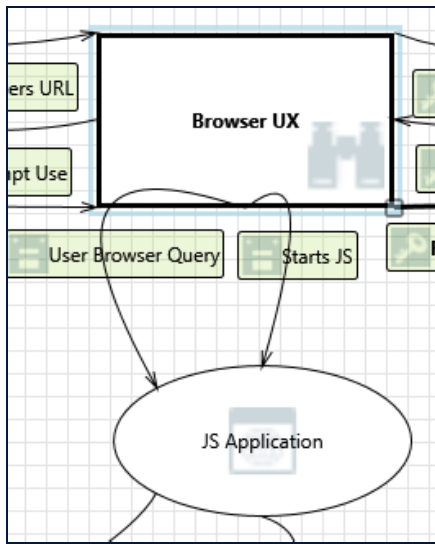 ers URL
Browser UX
pt Use
User Browser Query
Starts JS
JS Application